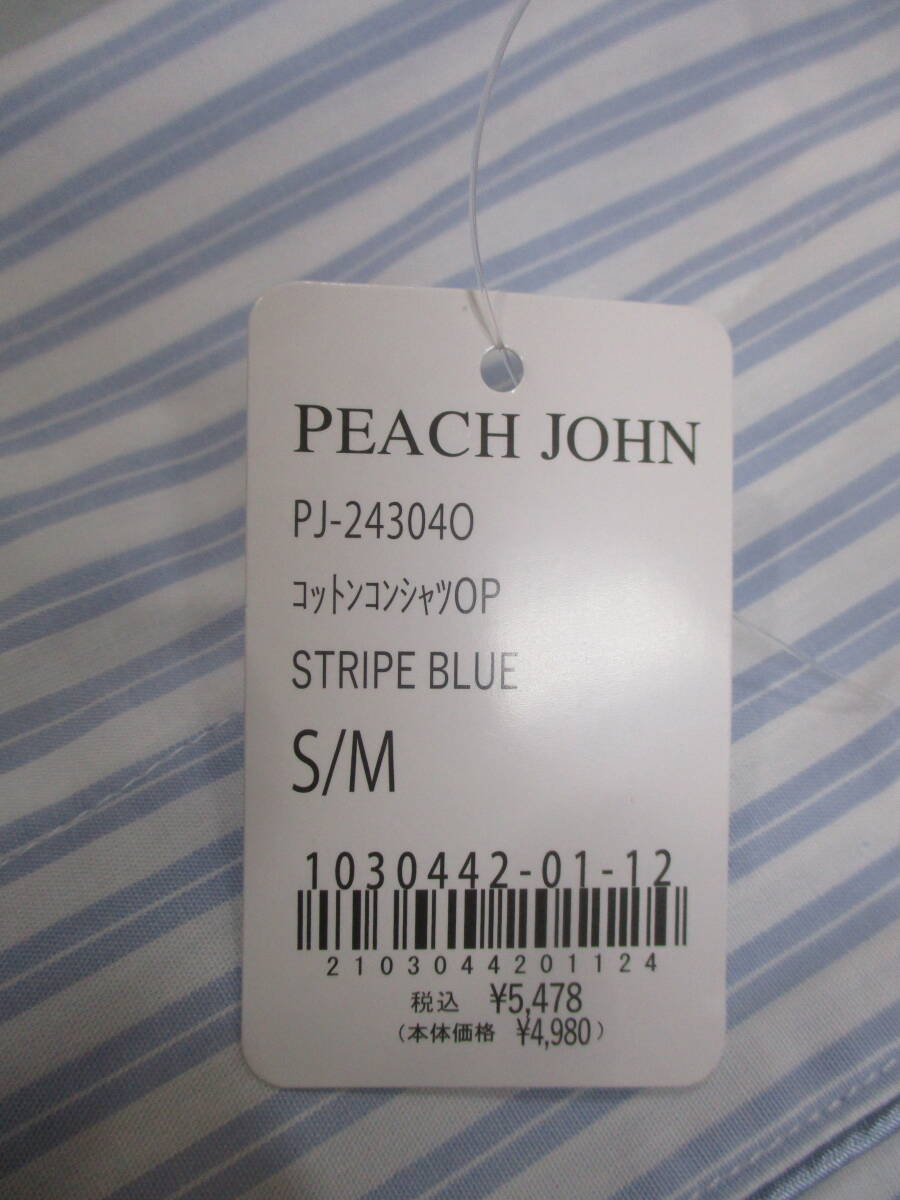 PEACH JOHN
PJ-243040
コットンコンシャツOP
STRIPE BLUE
S/M
1030442-01-12
2103044201124
税込 ¥5,478
(本体価格 ¥4,980)